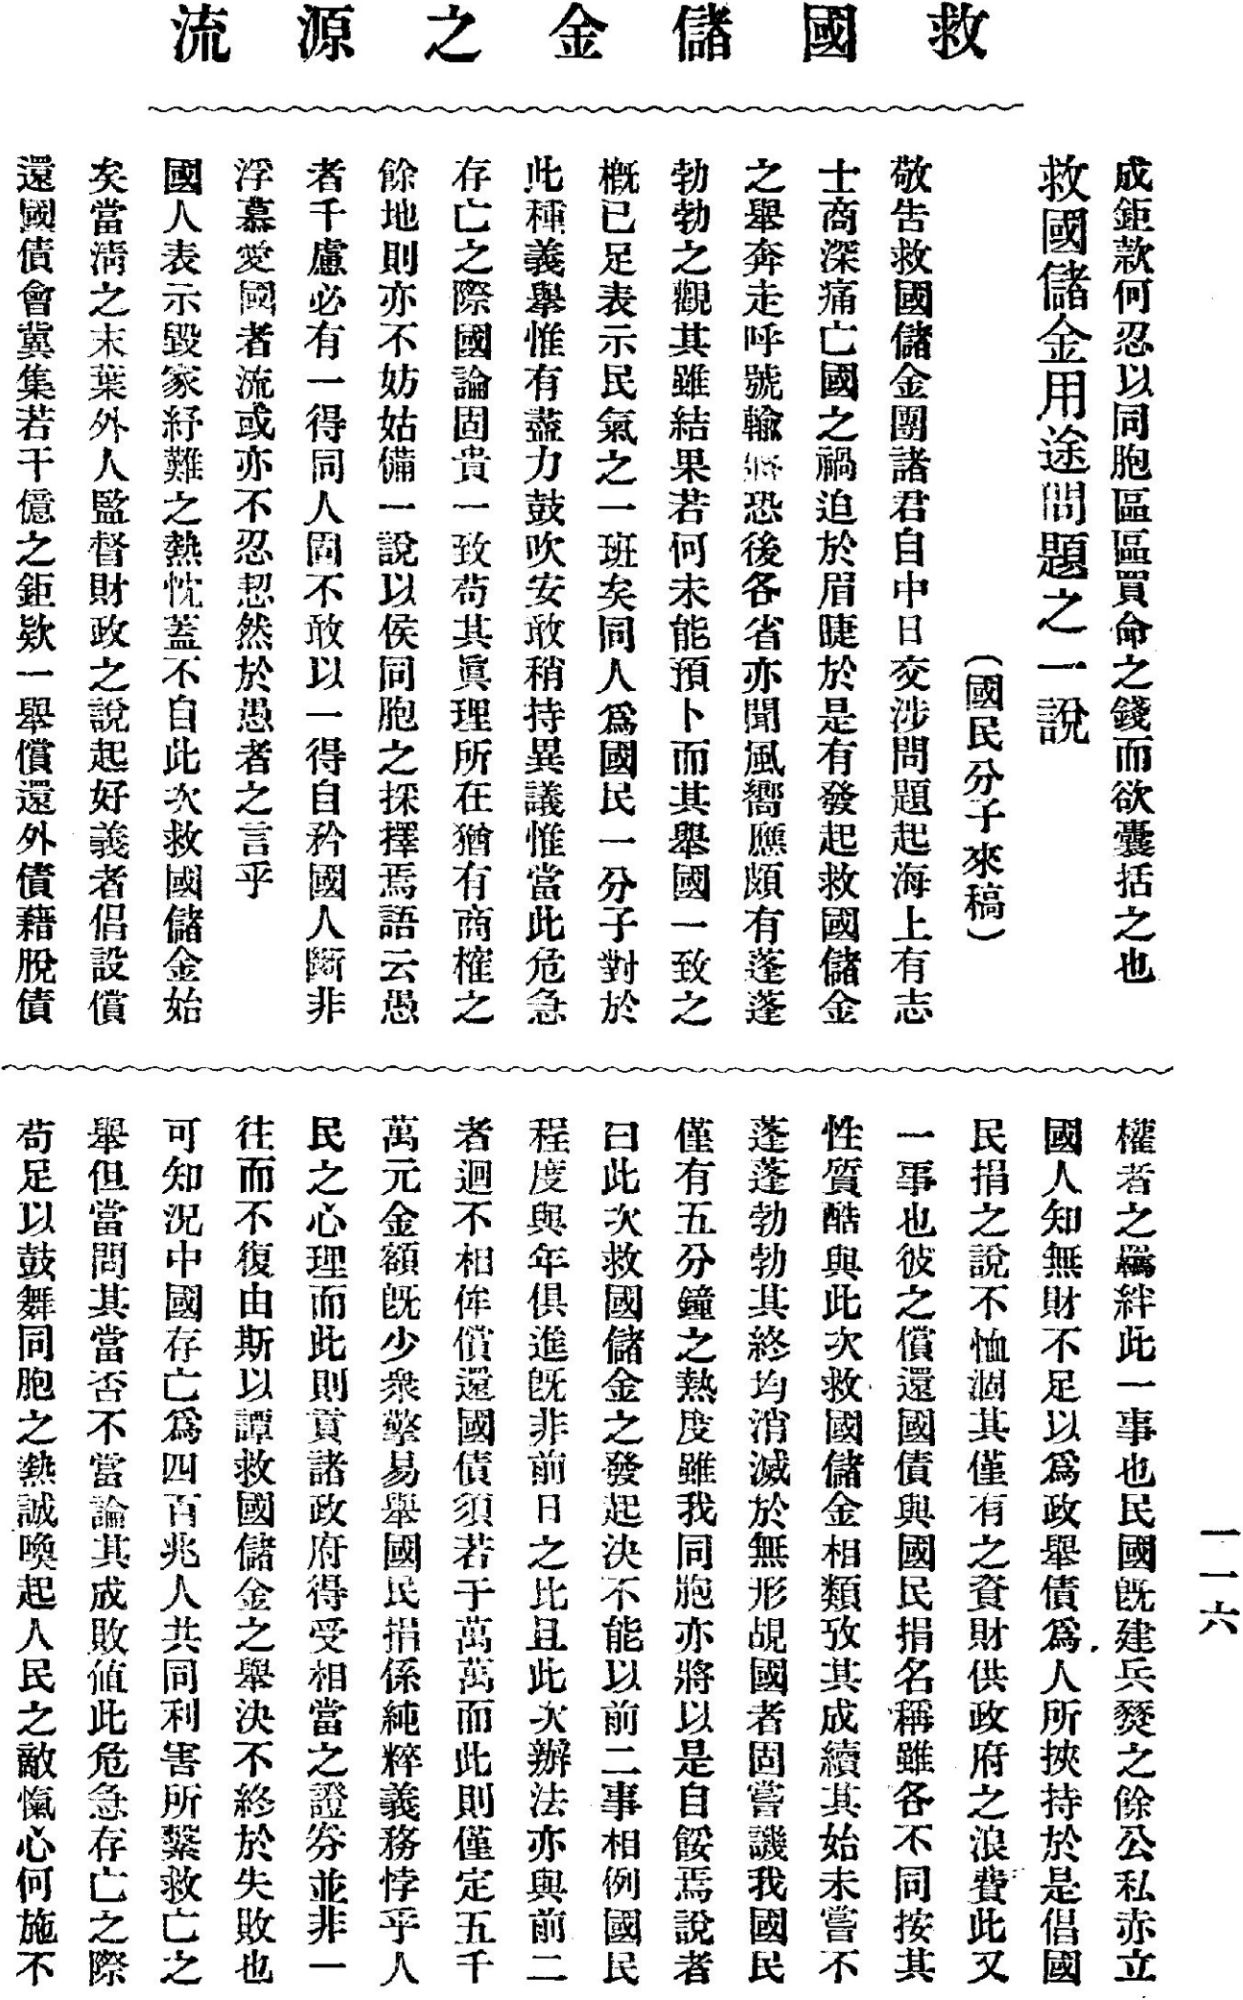 救國儲金之源流
成鉅款何忍以同胞區區買命之錢而欲囊括之也
救國儲金用途問題之一說
（國民分子來稿）
敬告救國儲金團諸君自中日交涉問題起海上有志
士商深痛亡國之禍迫於眉睫於是有發起救國儲金
之舉奔走呼號輸將恐後各省亦聞風嚮應頗有蓬蓬
勃勃之觀其雖結果若何未能預卜而其舉國一致之
概已足表示民氣之一班矣同人爲國民一分子對於
此種義舉惟有盡力鼓吹安敢稍持異議惟當此危急
存亡之際國論固貴一致苟其眞理所在猶有商榷之
餘地則亦不妨姑備一說以俟同胞之採擇焉語云愚
者千慮必有一得同人固不敢以一得自矜國人斷非
浮慕愛國者流或亦不忍恝然於愚者之言乎
國人表示毀家紓難之熱忱蓋不自此次救國儲金始
矣當淸之末葉外人監督財政之說起好義者倡設償
還國債會冀集若干億之鉅欵一舉償還外債藉脫債
權者之羈絆此一事也民國旣建兵燹之餘公私赤立
國人知無財不足以爲政舉債爲人所挾持於是倡國
民捐之說不恤涸其僅有之資財供政府之浪費此又
一事也彼之償還國債與國民捐名稱雖各不同按其
性質酷與此次救國儲金相類攷其成績其始未嘗不
蓬蓬勃勃其終均消滅於無形覘國者固嘗譏我國民
僅有五分鐘之熱度雖我同胞亦將以是自餒焉說者
曰此次救國儲金之發起決不能以前二事相例國民
程度與年俱進旣非前日之比且此次辦法亦與前二
者迴不相侔償還國債須若于萬萬而此則僅定五千
萬元金額旣少衆擎易舉國民捐係純粹義務悖乎人
民之心理而此則貢諸政府得受相當之證券並非一
往而不復由斯以譚救國儲金之舉決不終於失敗也
可知況中國存亡爲四百兆人共同利害所繫救亡之
舉但當問其當否不當論其成敗値此危急存亡之際
苟足以鼓舞同胞之熱誠喚起人民之敵愾心何施不
一一六